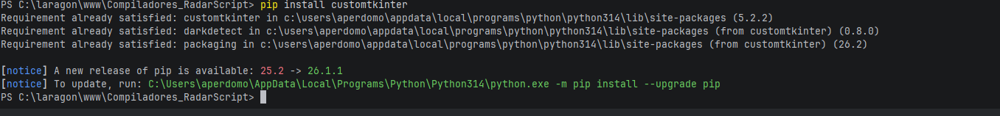 PS C:\laragon\www\Compiladores_RadarScript> pip install customtkinter
Requirement already satisfied: customtkinter in c:\users\aperdomo\appdata\local\programs\python\python314\lib\site-packages (5.2.2)
Requirement already satisfied: darkdetect in c:\users\aperdomo\appdata\local\programs\python\python314\lib\site-packages (from customtkinter) (0.8.0)
Requirement already satisfied: packaging in c:\users\aperdomo\appdata\local\programs\python\python314\lib\site-packages (from customtkinter) (26.2)
[notice] A new release of pip is available: 25.2 -> 26.1.1
[notice] To update, run: C:\Users\aperdomo\AppData\Local\Programs\Python\Python314\python.exe -m pip install --upgrade pip
PS C:\laragon\www\Compiladores_RadarScript>